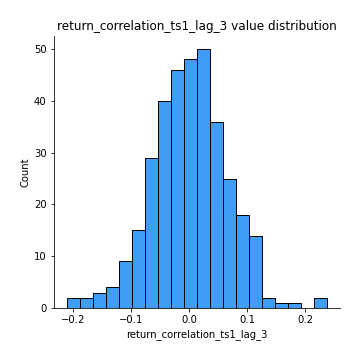 return_correlation_ts1_lag_3 value distribution
Count
50
40
30
20
10
0
−0.2 −0.1 0.0 0.1 0.2
return_correlation_ts1_lag_3